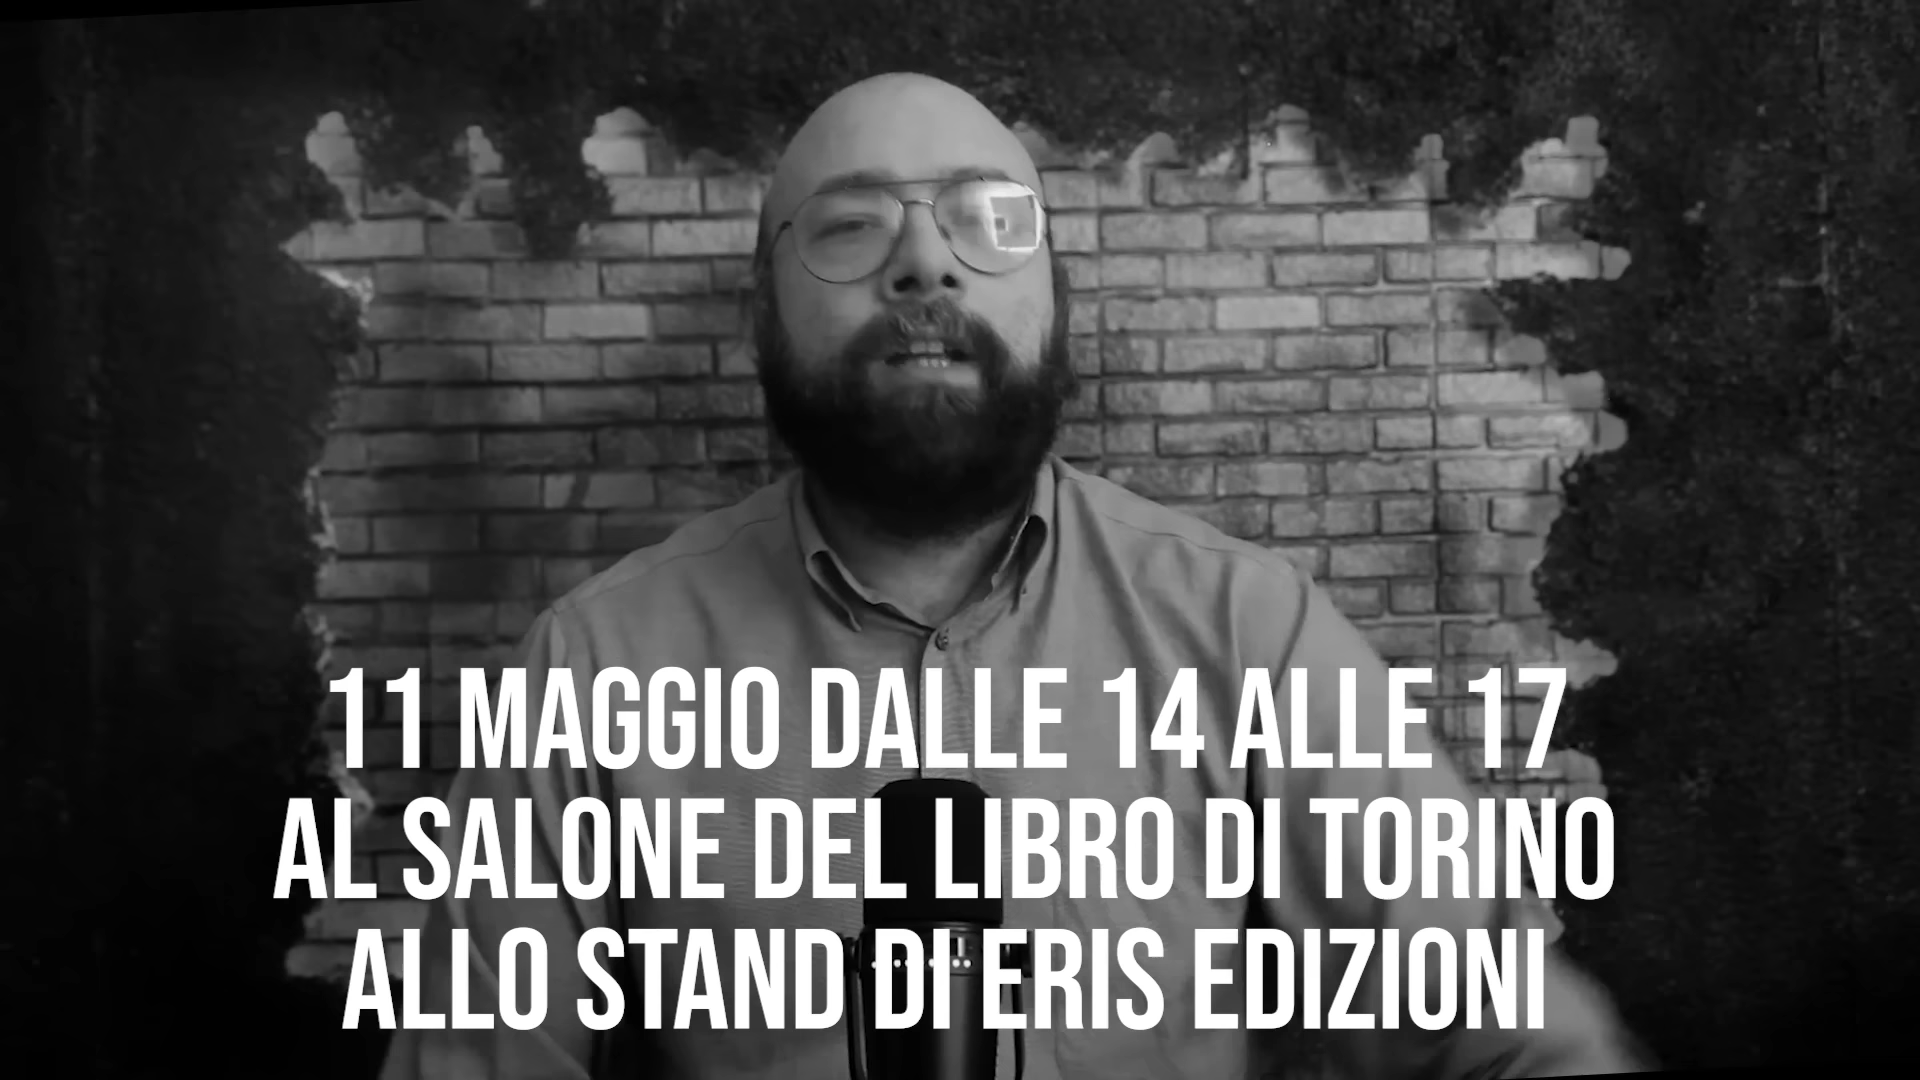 11 MAGGIO DALLE 14 ALLE 17
AL SALONE DEL LIBRO DI TORINO
ALLO STAND DI ERIS EDIZIONI